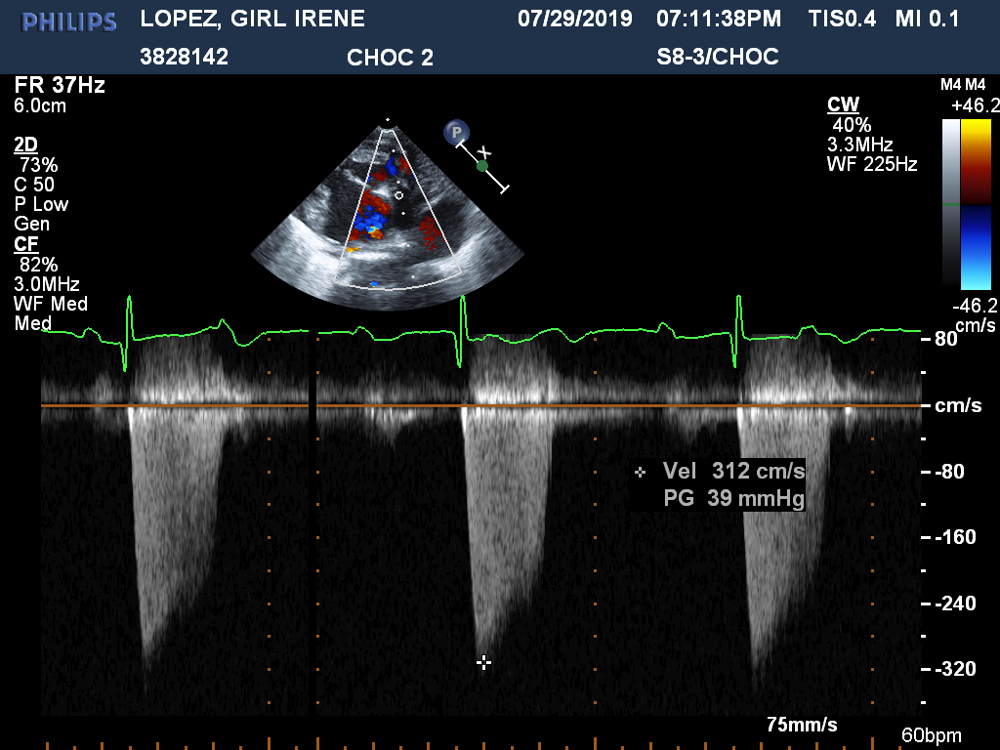 PHILIPS LOPEZ, GIRL IRENE 07/29/2019 07:11:38PM TIS0.4 MI 0.1
3828142 CHOC 2 S8-3/CHOC
FR 37Hz
6.0cm
2D
73%
C 50
P Low
Gen
CF
82%
3.0MHz
WF Med
Med
P
X
CW
40%
3.3MHz
WF 225Hz
M4 M4
+46.2
-46.2
cm/s
80
cm/s
-80
-160
-240
-320
Vel 312 cm/s
PG 39 mmHg
75mm/s
60bpm